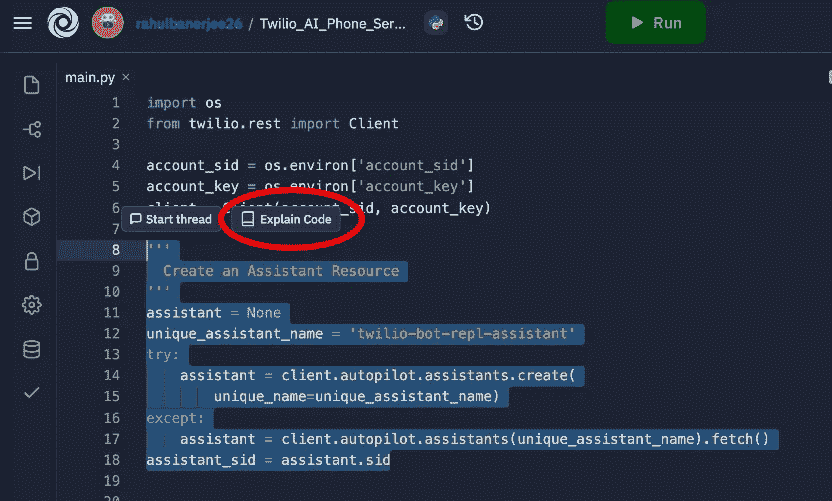 rahulbanerjee26 / Twilio_AI_Phone_Ser...
Run
main.py ×
1 import os
2 from twilio.rest import Client
3
4 account_sid = os.environ['account_sid']
5 account_key = os.environ['account_key']
6 account_sid, account_key)
Start thread
Explain Code
7
8 '''
9 Create an Assistant Resource
10 '''
11 assistant = None
12 unique_assistant_name = 'twilio-bot-repl-assistant'
13 try:
14 assistant = client.autopilot.assistants.create(
15 unique_name=unique_assistant_name)
16 except:
17 assistant = client.autopilot.assistants(unique_assistant_name).fetch()
18 assistant_sid = assistant.sid
19
20